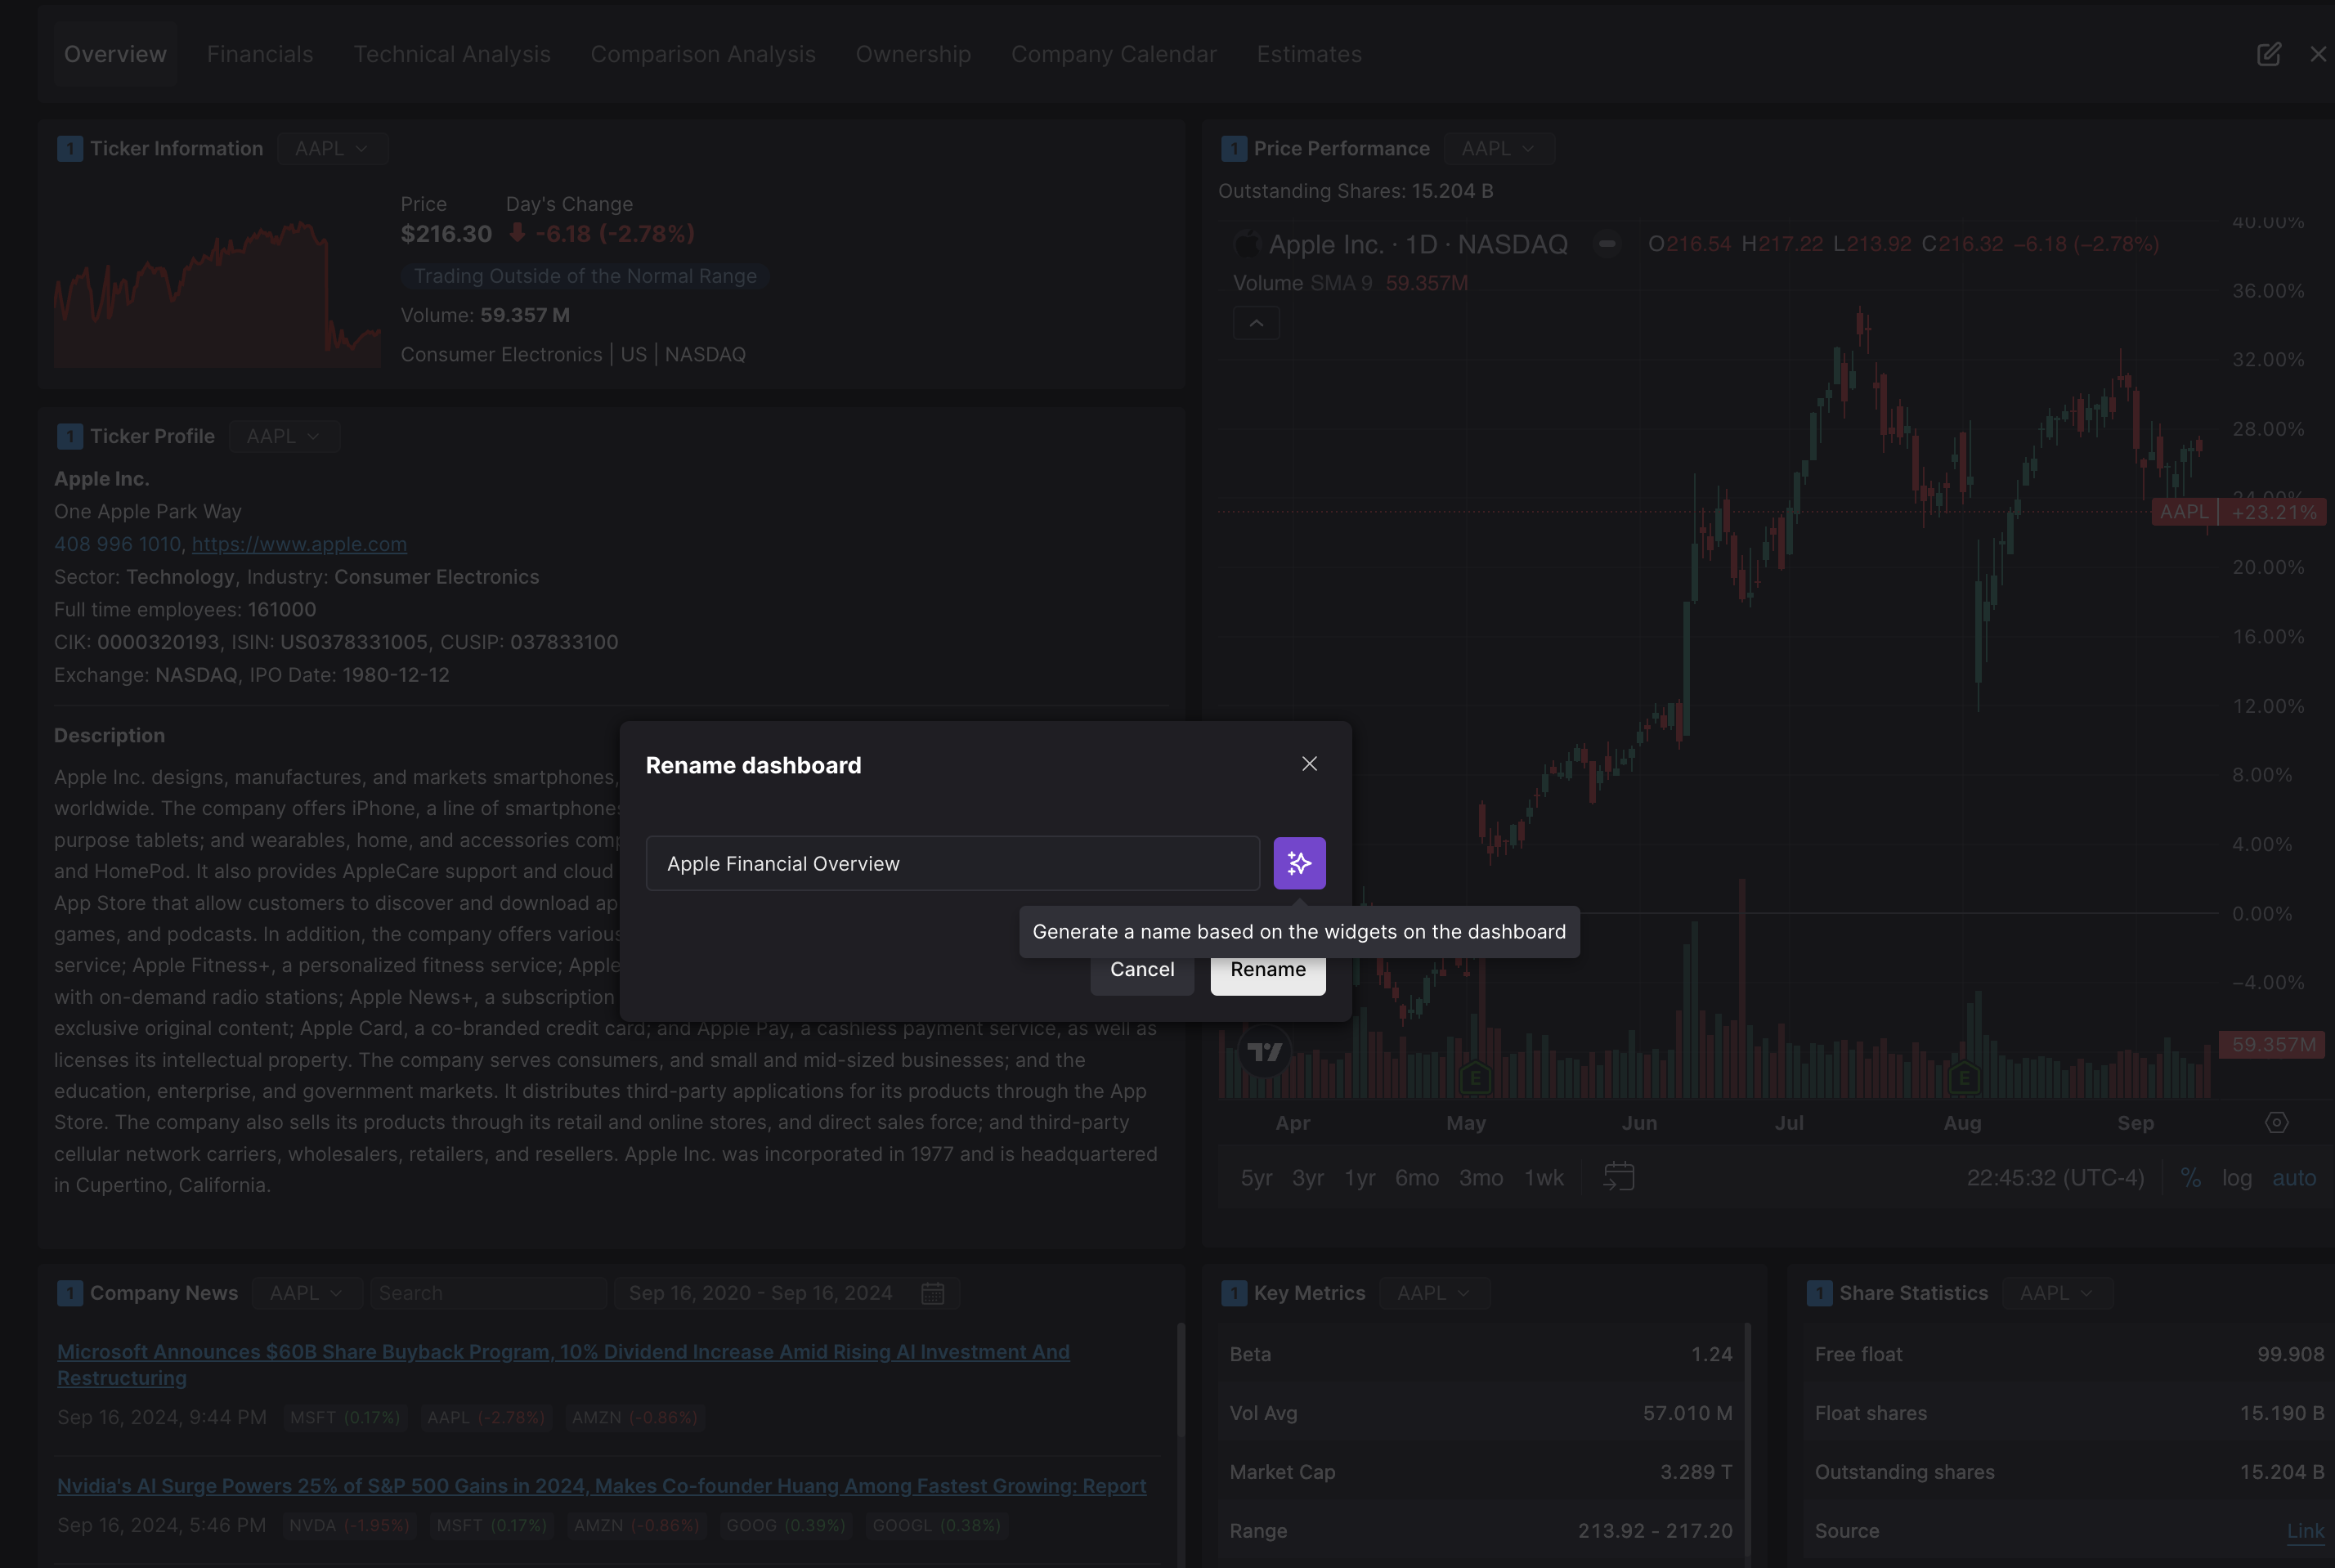 Overview Financials Technical Analysis Comparison Analysis Ownership Company Calendar Estimates
1 Ticker Information AAPL
Price Day's Change
$216.30 -6.18 (-2.78%)
Trading Outside of the Normal Range
Volume: 59.357 M
Consumer Electronics | US | NASDAQ
1 Price Performance AAPL
Outstanding Shares: 15.204 B
Apple Inc. · 1D · NASDAQ O216.54 H217.22 L213.92 C216.32 −6.18 (−2.78%)
Volume SMA 9 59.357M
40.00%
36.00%
32.00%
28.00%
24.00%
AAPL +23.21%
20.00%
16.00%
12.00%
8.00%
4.00%
0.00%
−4.00%
59.357M
E E
Apr May Jun Jul Aug Sep
5yr 3yr 1yr 6mo 3mo 1wk 22:45:32 (UTC-4) % log auto
1 Ticker Profile AAPL
Apple Inc.
One Apple Park Way
408 996 1010, https://www.apple.com
Sector: Technology, Industry: Consumer Electronics
Full time employees: 161000
CIK: 0000320193, ISIN: US0378331005, CUSIP: 037833100
Exchange: NASDAQ, IPO Date: 1980-12-12
Description
Apple Inc. designs, manufactures, and markets smartphones,
worldwide. The company offers iPhone, a line of smartphones
purpose tablets; and wearables, home, and accessories
and HomePod. It also provides AppleCare support and cloud
App Store that allow customers to discover and download
games, and podcasts. In addition, the company offers various
service; Apple Fitness+, a personalized fitness service; Apple
with on-demand radio stations; Apple News+, a subscription
exclusive original content; Apple Card, a co-branded credit card; and Apple Pay, a cashless payment service, as well as
licenses its intellectual property. The company serves consumers, and small and mid-sized businesses; and the
education, enterprise, and government markets. It distributes third-party applications for its products through the App
Store. The company also sells its products through its retail and online stores, and direct sales force; and third-party
cellular network carriers, wholesalers, retailers, and resellers. Apple Inc. was incorporated in 1977 and is headquartered
in Cupertino, California.
Rename dashboard
Apple Financial Overview
Generate a name based on the widgets on the dashboard
Cancel Rename
1 Company News AAPL Search Sep 16, 2020 - Sep 16, 2024
Microsoft Announces $60B Share Buyback Program, 10% Dividend Increase Amid Rising AI Investment And
Restructuring
Sep 16, 2024, 9:44 PM MSFT (0.17%) AAPL (-2.78%) AMZN (-0.86%)
Nvidia's AI Surge Powers 25% of S&P 500 Gains in 2024, Makes Co-founder Huang Among Fastest Growing: Report
Sep 16, 2024, 5:46 PM NVDA (-1.95%) MSFT (0.17%) AMZN (-0.86%) GOOG (0.39%) GOOGL (0.38%)
1 Key Metrics AAPL
Beta 1.24
Vol Avg 57.010 M
Market Cap 3.289 T
Range 213.92 - 217.20
1 Share Statistics AAPL
Free float 99.908
Float shares 15.190 B
Outstanding shares 15.204 B
Source Link